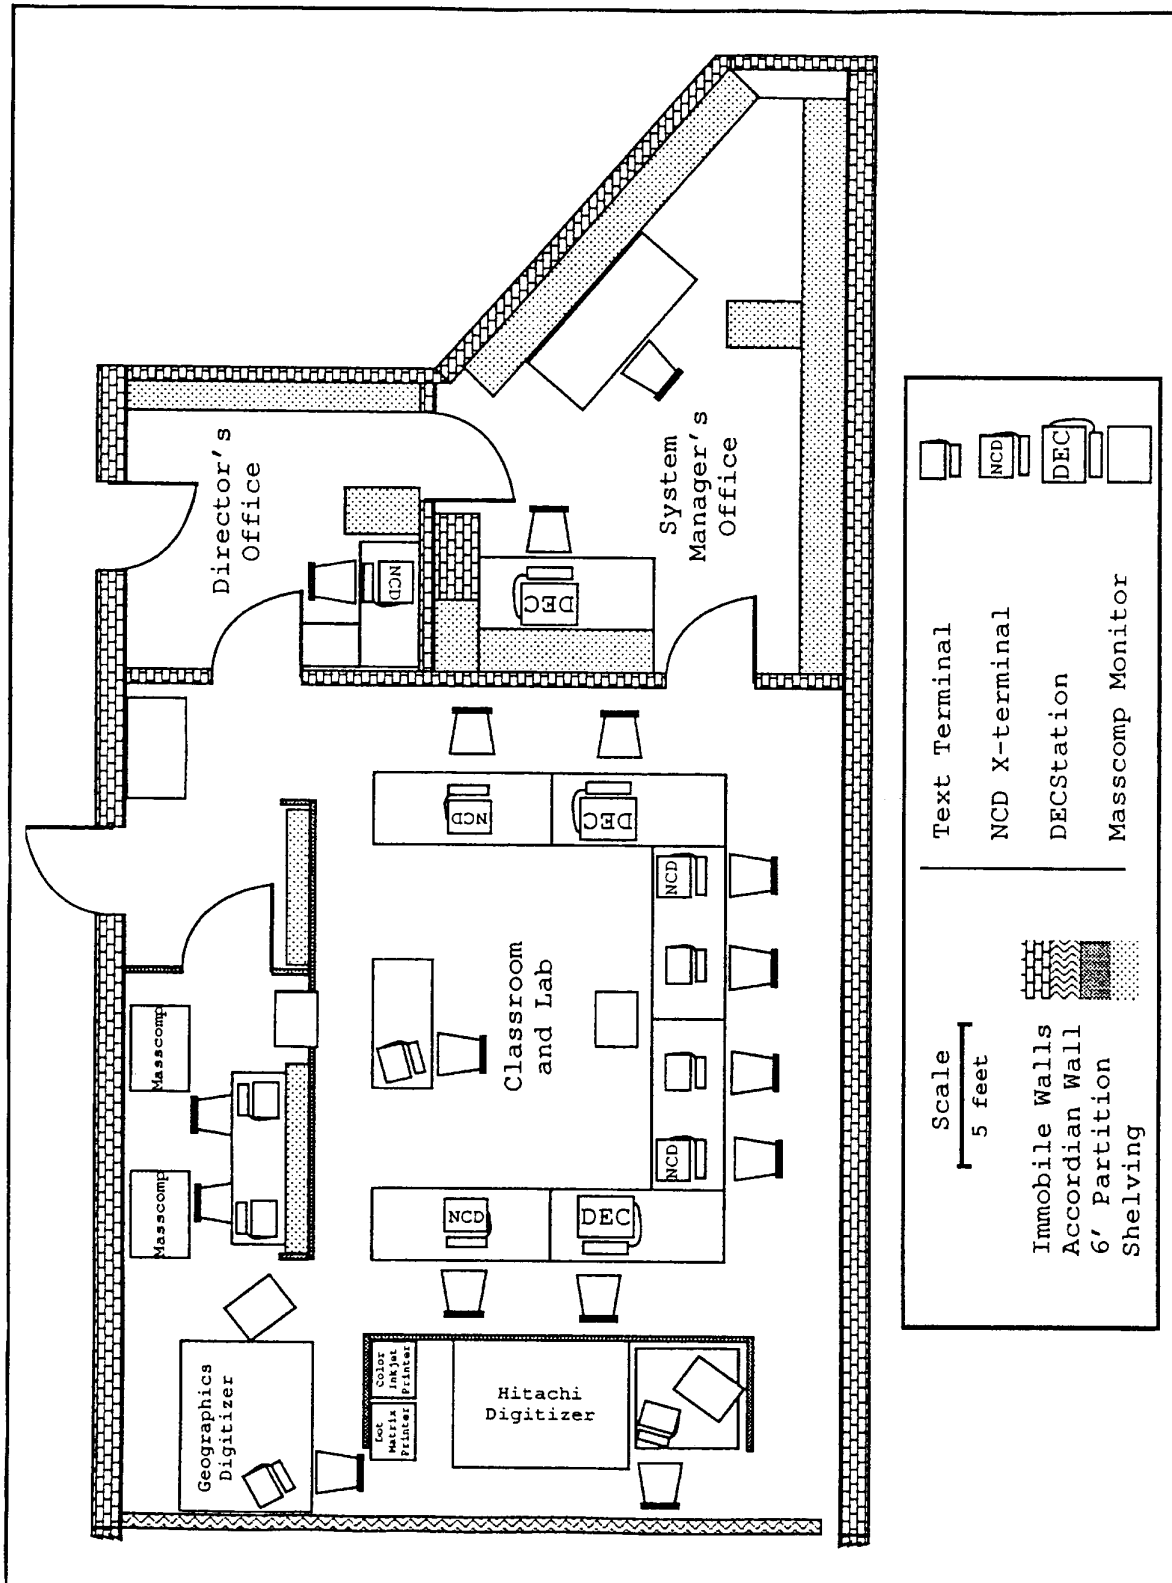 Director's
Office
NCD
System
Manager's
Office
DEC
Masscomp
Masscomp
NCD
DEC
NCD
NCD
NCD
DEC
Classroom
and Lab
Geographics
Digitizer
Color
Inkjet
Printer
Dot
Matrix
Printer
Hitachi
Digitizer
Scale
5 feet
Immobile Walls
Accordian Wall
6' Partition
Shelving
Text Terminal
NCD X-terminal
NCD
DECStation
DEC
Masscomp Monitor